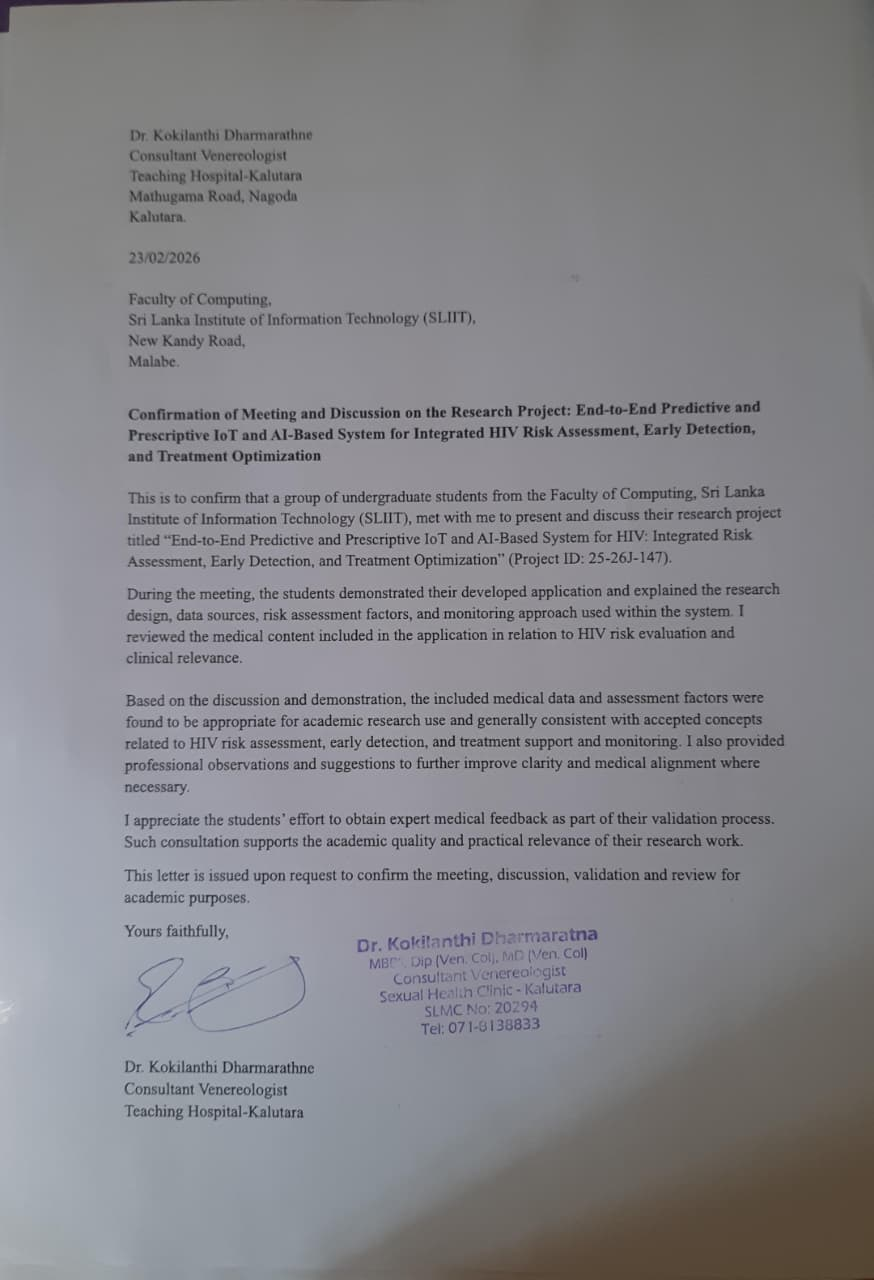 Dr. Kokilanthi Dharmarathne
Consultant Venereologist
Teaching Hospital-Kalutara
Mathugama Road, Nagoda
Kalutara.
23/02/2026
Faculty of Computing,
Sri Lanka Institute of Information Technology (SLIIT),
New Kandy Road,
Malabe.
Confirmation of Meeting and Discussion on the Research Project: End-to-End Predictive and
Prescriptive IoT and AI-Based System for Integrated HIV Risk Assessment, Early Detection,
and Treatment Optimization
This is to confirm that a group of undergraduate students from the Faculty of Computing, Sri Lanka
Institute of Information Technology (SLIIT), met with me to present and discuss their research project
titled “End-to-End Predictive and Prescriptive IoT and AI-Based System for HIV: Integrated Risk
Assessment, Early Detection, and Treatment Optimization” (Project ID: 25-26J-147).
During the meeting, the students demonstrated their developed application and explained the research
design, data sources, risk assessment factors, and monitoring approach used within the system. I
reviewed the medical content included in the application in relation to HIV risk evaluation and
clinical relevance.
Based on the discussion and demonstration, the included medical data and assessment factors were
found to be appropriate for academic research use and generally consistent with accepted concepts
related to HIV risk assessment, early detection, and treatment support and monitoring. I also provided
professional observations and suggestions to further improve clarity and medical alignment where
necessary.
I appreciate the students’ effort to obtain expert medical feedback as part of their validation process.
Such consultation supports the academic quality and practical relevance of their research work.
This letter is issued upon request to confirm the meeting, discussion, validation and review for
academic purposes.
Yours faithfully,
Dr. Kokilanthi Dharmaratna
Dip (Ven. Col), MD (Ven. Col)
Consultant Venereologist
Sexual Health Clinic - Kalutara
SLMC No: 20294
Tel:
Dr. Kokilanthi Dharmarathne
Consultant Venereologist
Teaching Hospital-Kalutara